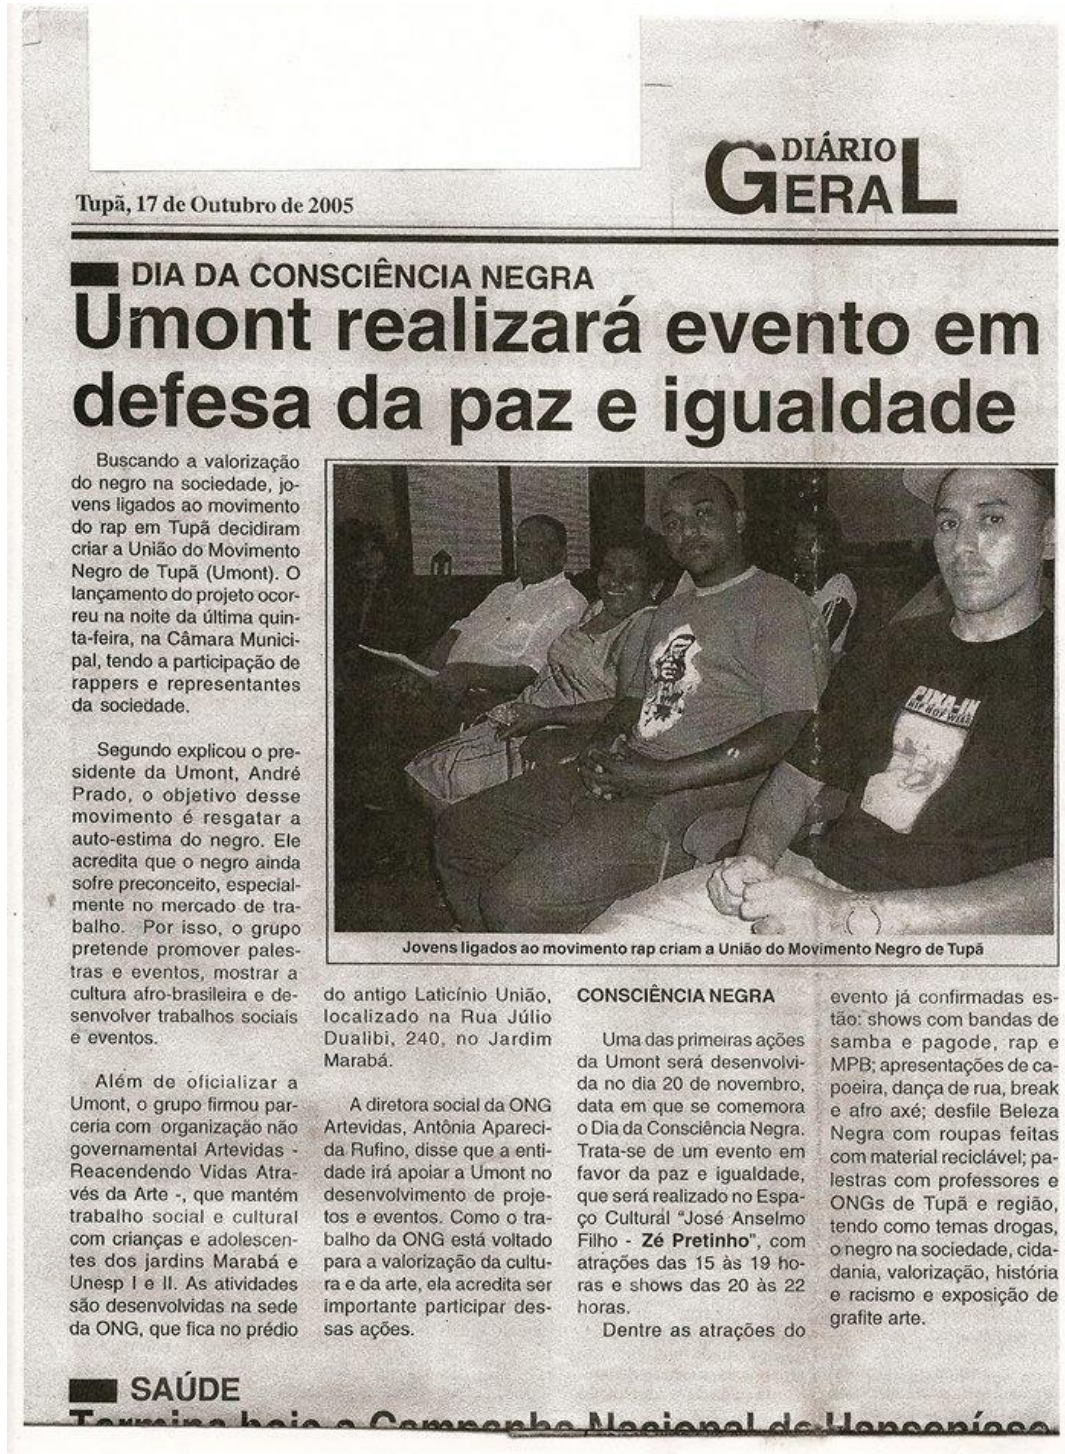 DIÁRIO
GERAL
Tupã, 17 de Outubro de 2005
DIA DA CONSCIÊNCIA NEGRA
Umont realizará evento em
defesa da paz e igualdade
Buscando a valorização
do negro na sociedade, jo-
vens ligados ao movimento
do rap em Tupã decidiram
criar a União do Movimento
Negro de Tupã (Umont). O
lançamento do projeto ocor-
reu na noite da última quin-
ta-feira, na Câmara Munici-
pal, tendo a participação de
rappers e representantes
da sociedade.
Segundo explicou o pre-
sidente da Umont, André
Prado, o objetivo desse
movimento é resgatar a
auto-estima do negro. Ele
acredita que o negro ainda
sofre preconceito, especial-
mente no mercado de tra-
balho. Por isso, o grupo
pretende promover pales-
tras e eventos, mostrar a
cultura afro-brasileira e de-
senvolver trabalhos sociais
e eventos.
Além de oficializar a
Umont, o grupo firmou par-
ceria com organização não
governamental Artevidas -
Reacendendo Vidas Atra-
vés da Arte -, que mantém
trabalho social e cultural
com crianças e adolescen-
tes dos jardins Marabá e
Unesp I e II. As atividades
são desenvolvidas na sede
da ONG, que fica no prédio
PIXA-IN
HIP HOP WEAR
Jovens ligados ao movimento rap criam a União do Movimento Negro de Tupã
do antigo Laticínio União,
localizado na Rua Júlio
Dualibi, 240, no Jardim
Marabá.
A diretora social da ONG
Artevidas, Antônia Apareci-
da Rufino, disse que a enti-
dade irá apoiar a Umont no
desenvolvimento de proje-
tos e eventos. Como o tra-
balho da ONG está voltado
para a valorização da cultu-
ra e da arte, ela acredita ser
importante participar des-
sas ações.
CONSCIÊNCIA NEGRA
Uma das primeiras ações
da Umont será desenvolvi-
da no dia 20 de novembro,
data em que se comemora
o Dia da Consciência Negra.
Trata-se de um evento em
favor da paz e igualdade,
que será realizado no Espa-
ço Cultural "José Anselmo
Filho - Zé Pretinho", com
atrações das 15 às 19 ho-
ras e shows das 20 às 22
horas.
Dentre as atrações do
evento já confirmadas es-
tão: shows com bandas de
samba e pagode, rap e
MPB; apresentações de ca-
poeira, dança de rua, break
e afro axé; desfile Beleza
Negra com roupas feitas
com material reciclável; pa-
lestras com professores e
ONGs de Tupã e região,
tendo como temas drogas,
o negro na sociedade, cida-
dania, valorização, história
e racismo e exposição de
grafite arte.
SAÚDE
Termina hoje a Campanha Nacional de Hanseníase